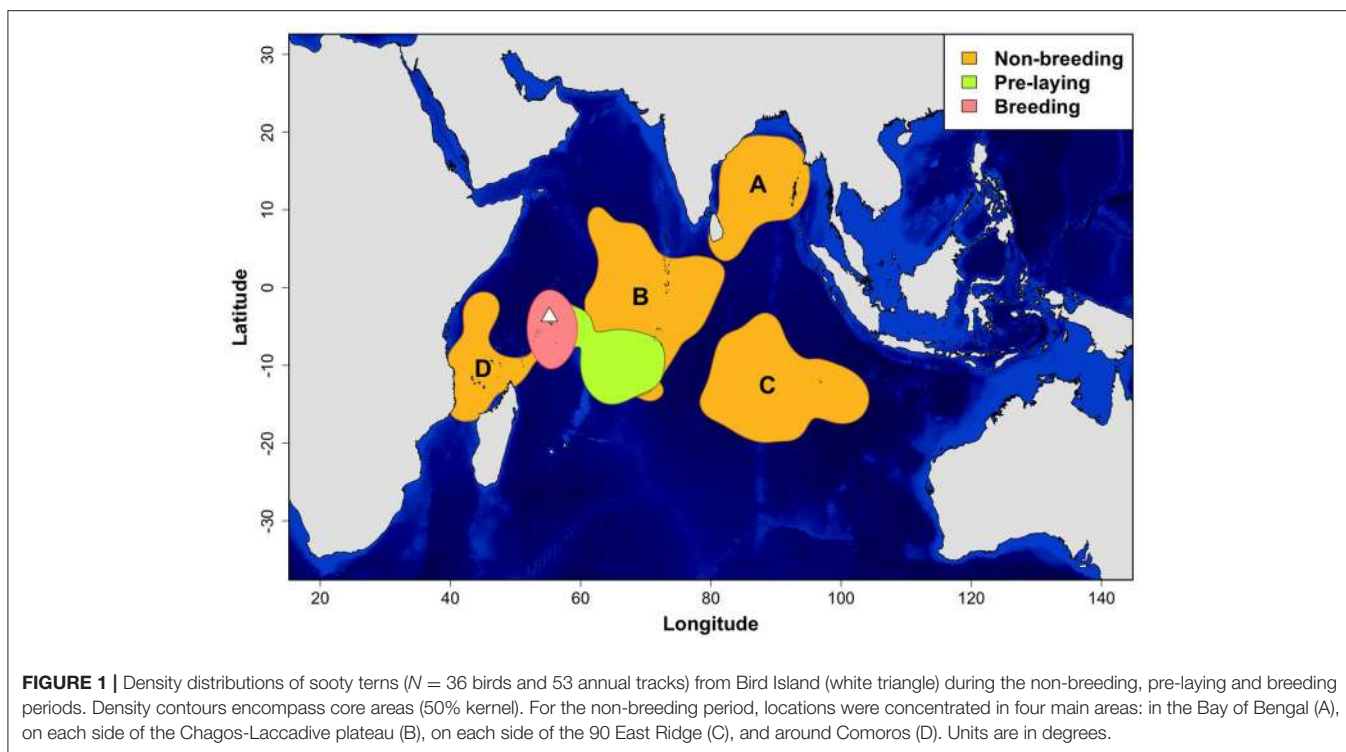 Non-breeding
Pre-laying
Breeding
30
20
10
0
-10
-20
-30
Latitude
A
B
C
D
20
40
60
80
100
120
140
Longitude
FIGURE 1 | Density distributions of sooty terns (N = 36 birds and 53 annual tracks) from Bird Island (white triangle) during the non-breeding, pre-laying and breeding
periods. Density contours encompass core areas (50% kernel). For the non-breeding period, locations were concentrated in four main areas: in the Bay of Bengal (A),
on each side of the Chagos-Laccadive plateau (B), on each side of the 90 East Ridge (C), and around Comoros (D). Units are in degrees.